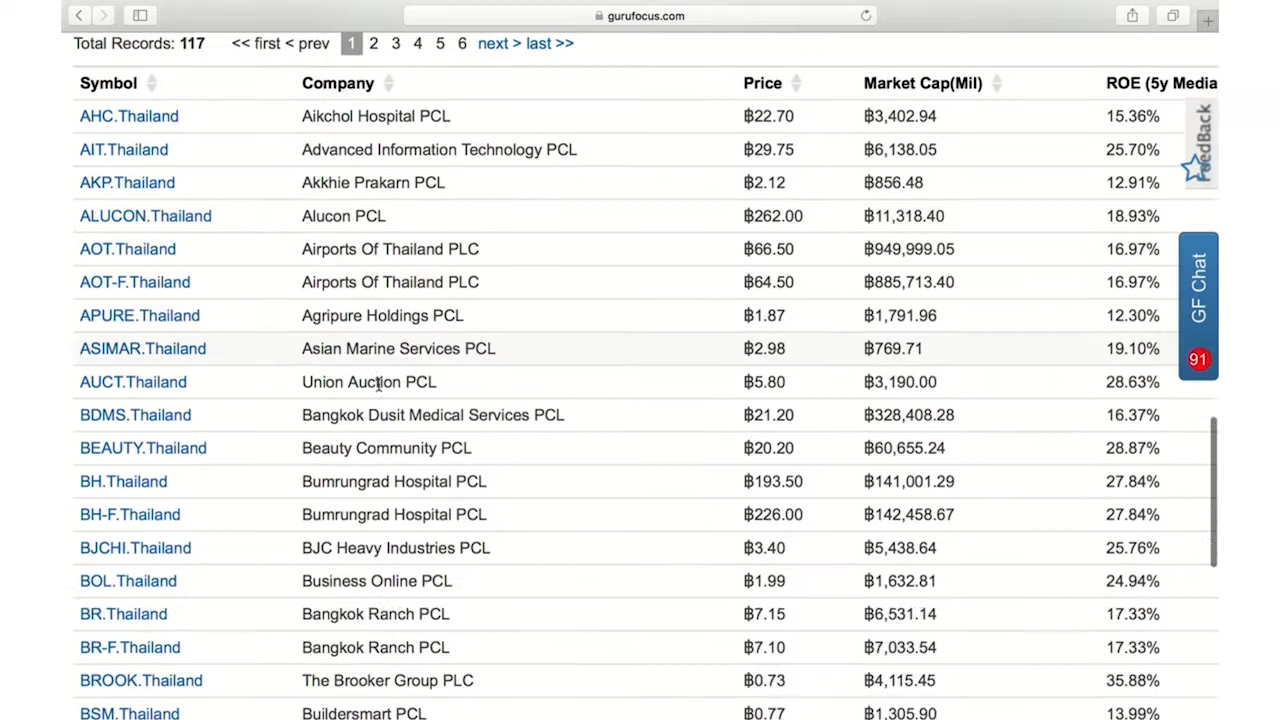 gurufocus.com
Total Records: 117 << first < prev 1 2 3 4 5 6 next > last >>
Symbol Company Price Market Cap(Mil) ROE (5y Media
AHC.Thailand Aikchol Hospital PCL ฿22.70 ฿3,402.94 15.36%
AIT.Thailand Advanced Information Technology PCL ฿29.75 ฿6,138.05 25.70%
AKP.Thailand Akkhie Prakarn PCL ฿2.12 ฿856.48 12.91%
ALUCON.Thailand Alucon PCL ฿262.00 ฿11,318.40 18.93%
AOT.Thailand Airports Of Thailand PLC ฿66.50 ฿949,999.05 16.97%
AOT-F.Thailand Airports Of Thailand PLC ฿64.50 ฿885,713.40 16.97%
APURE.Thailand Agripure Holdings PCL ฿1.87 ฿1,791.96 12.30%
ASIMAR.Thailand Asian Marine Services PCL ฿2.98 ฿769.71 19.10%
AUCT.Thailand Union Auction PCL ฿5.80 ฿3,190.00 28.63%
BDMS.Thailand Bangkok Dusit Medical Services PCL ฿21.20 ฿328,408.28 16.37%
BEAUTY.Thailand Beauty Community PCL ฿20.20 ฿60,655.24 28.87%
BH.Thailand Bumrungrad Hospital PCL ฿193.50 ฿141,001.29 27.84%
BH-F.Thailand Bumrungrad Hospital PCL ฿226.00 ฿142,458.67 27.84%
BJCHI.Thailand BJC Heavy Industries PCL ฿3.40 ฿5,438.64 25.76%
BOL.Thailand Business Online PCL ฿1.99 ฿1,632.81 24.94%
BR.Thailand Bangkok Ranch PCL ฿7.15 ฿6,531.14 17.33%
BR-F.Thailand Bangkok Ranch PCL ฿7.10 ฿7,033.54 17.33%
BROOK.Thailand The Brooker Group PLC ฿0.73 ฿4,115.45 35.88%
BSM.Thailand Buildersmart PCL ฿0.77 ฿1,305.90 13.99%
FeedBack
GF Chat
91